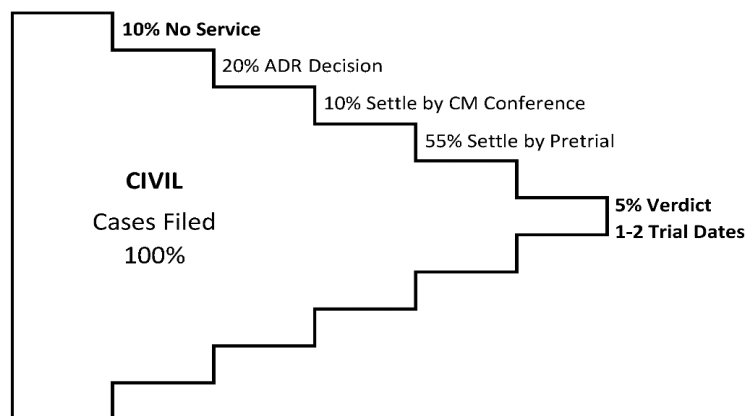 10% No Service
20% ADR Decision
10% Settle by CM Conference
55% Settle by Pretrial
CIVIL
Cases Filed
100%
5% Verdict
1-2 Trial Dates